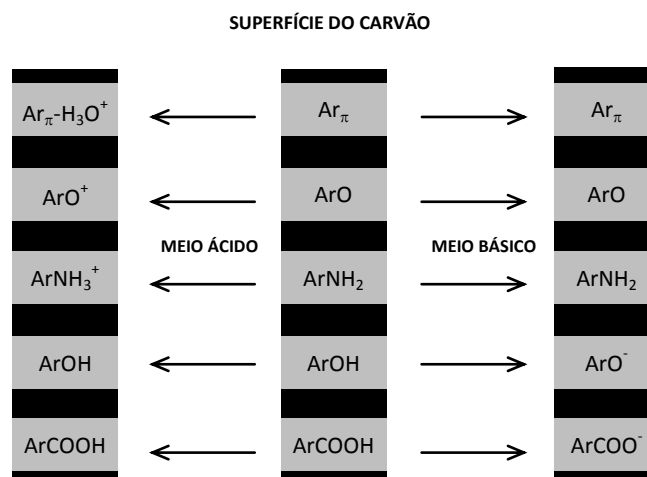 SUPERFÍCIE DO CARVÃO
Arπ-H₃O⁺ Arπ Arπ
ArO⁺ ArO ArO
MEIO ÁCIDO MEIO BÁSICO
ArNH₃⁺ ArNH₂ ArNH₂
ArOH ArOH ArO⁻
ArCOOH ArCOOH ArCOO⁻